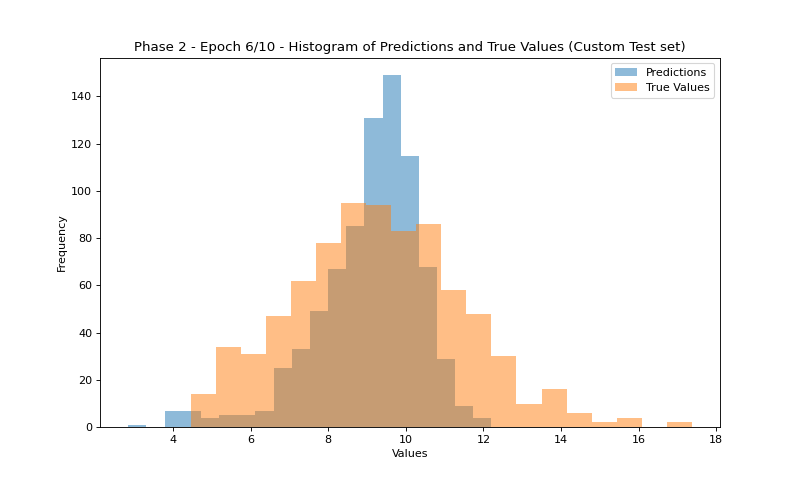 Phase 2 - Epoch 6/10 - Histogram of Predictions and True Values (Custom Test set)
Predictions
True Values
140
120
100
80
60
40
20
0
Frequency
4 6 8 10 12 14 16 18
Values